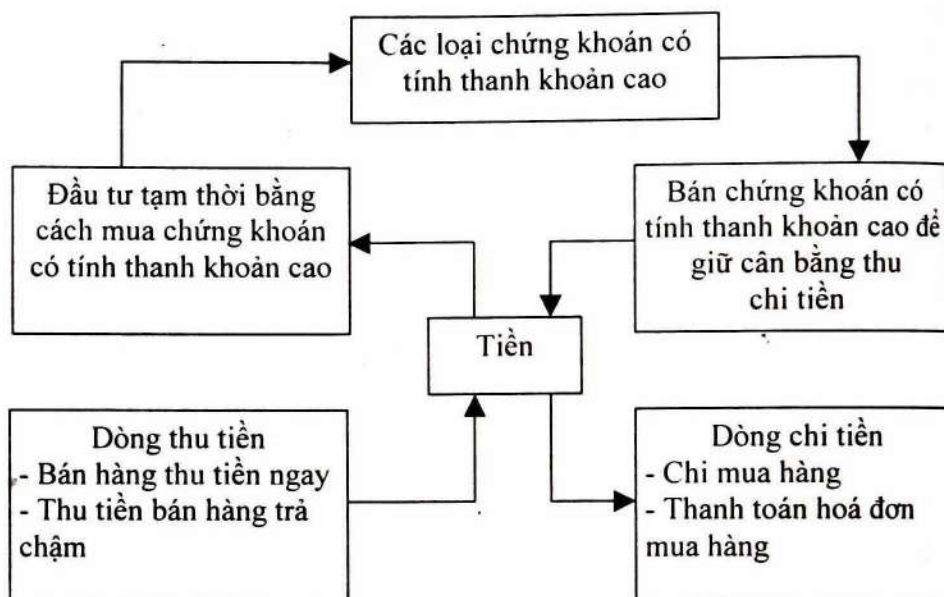 Các loại chứng khoán có
tính thanh khoản cao
Đầu tư tạm thời bằng
cách mua chứng khoán
có tính thanh khoản cao
Bán chứng khoán có
tính thanh khoản cao để
giữ cân bằng thu
chi tiền
Tiền
Dòng thu tiền
- Bán hàng thu tiền ngay
- Thu tiền bán hàng trả
chậm
Dòng chi tiền
- Chi mua hàng
- Thanh toán hoá đơn
mua hàng